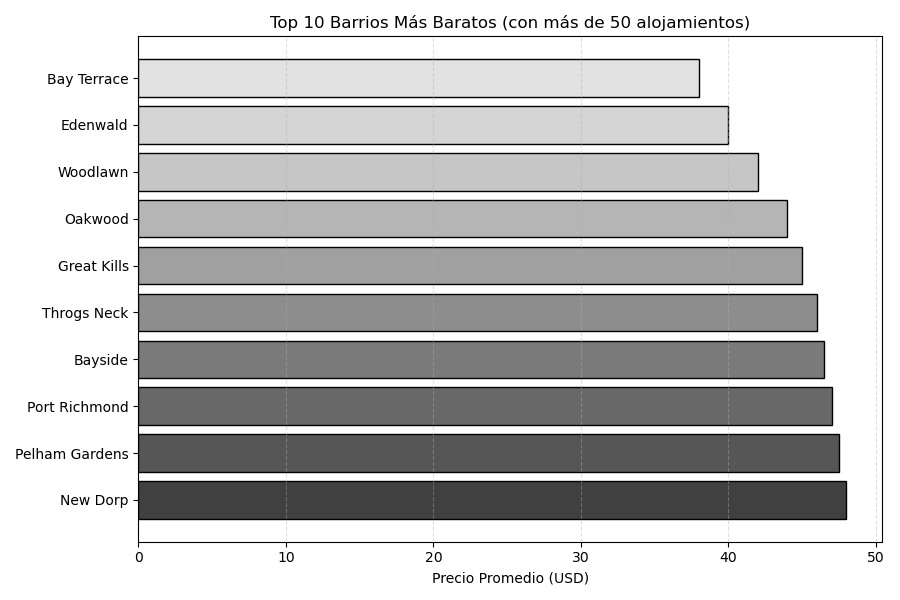 Top 10 Barrios Más Baratos (con más de 50 alojamientos)
Bay Terrace
Edenwald
Woodlawn
Oakwood
Great Kills
Throgs Neck
Bayside
Port Richmond
Pelham Gardens
New Dorp
0 10 20 30 40 50
Precio Promedio (USD)